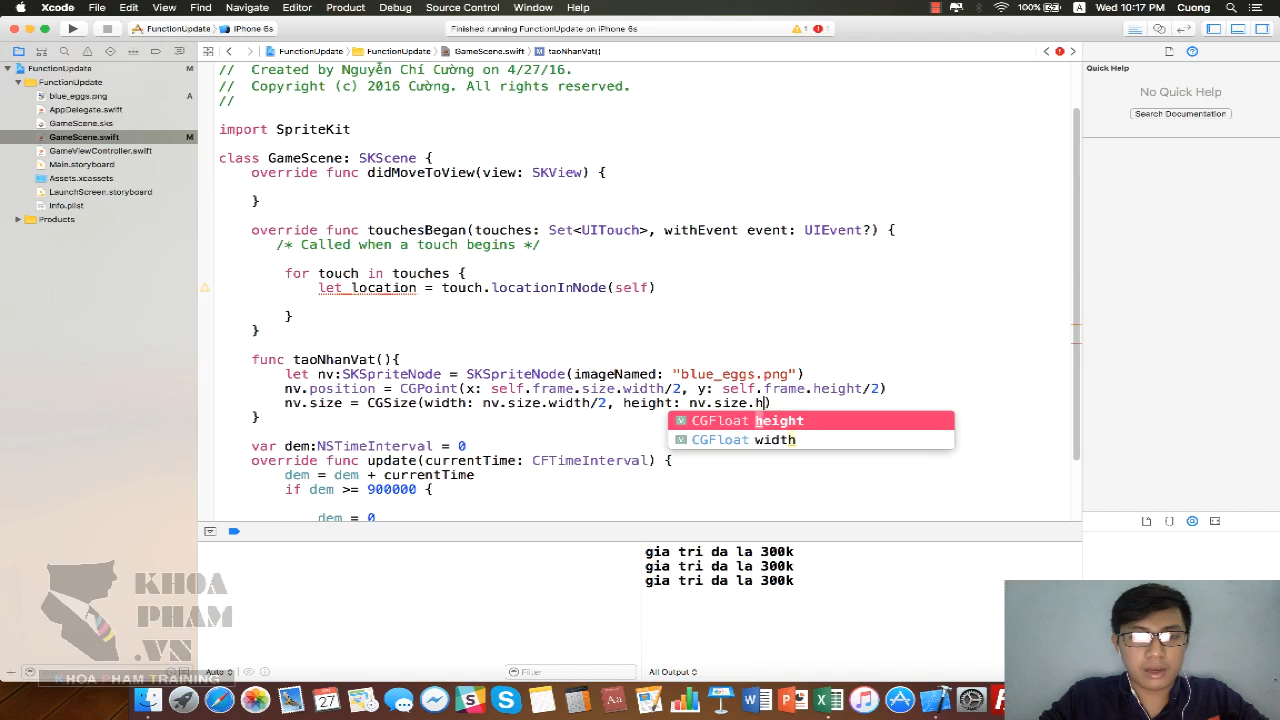 Xcode File Edit View Find Navigate Editor Product Debug Source Control Window Help 100% A Wed 10:17 PM Cuong
FunctionUpdate iPhone 6s Finished running FunctionUpdate on iPhone 6s 1 1
FunctionUpdate FunctionUpdate GameScene.swift M taoNhanVat()
FunctionUpdate M
FunctionUpdate
blue_eggs.png A
AppDelegate.swift
GameScene.sks
GameScene.swift M
GameViewController.swift
Main.storyboard
Assets.xcassets
LaunchScreen.storyboard
Info.plist
Products
// Created by Nguyễn Chí Cường on 4/27/16.
// Copyright (c) 2016 Cường. All rights reserved.
//
import SpriteKit
class GameScene: SKScene {
override func didMoveToView(view: SKView) {
}
override func touchesBegan(touches: Set<UITouch>, withEvent event: UIEvent?) {
/* Called when a touch begins */
for touch in touches {
let location = touch.locationInNode(self)
}
}
func taoNhanVat(){
let nv:SKSpriteNode = SKSpriteNode(imageNamed: "blue_eggs.png")
nv.position = CGPoint(x: self.frame.size.width/2, y: self.frame.height/2)
nv.size = CGSize(width: nv.size.width/2, height: nv.size.h)
}
V CGFloat height
V CGFloat width
var dem:NSTimeInterval = 0
override func update(currentTime: CFTimeInterval) {
dem = dem + currentTime
if dem >= 900000 {
dem = 0
Quick Help
No Quick Help
Search Documentation
gia tri da la 300k
gia tri da la 300k
gia tri da la 300k
Auto
Filter
All Output
KHOA
PHAM
.VN
KHOA PHAM TRAINING